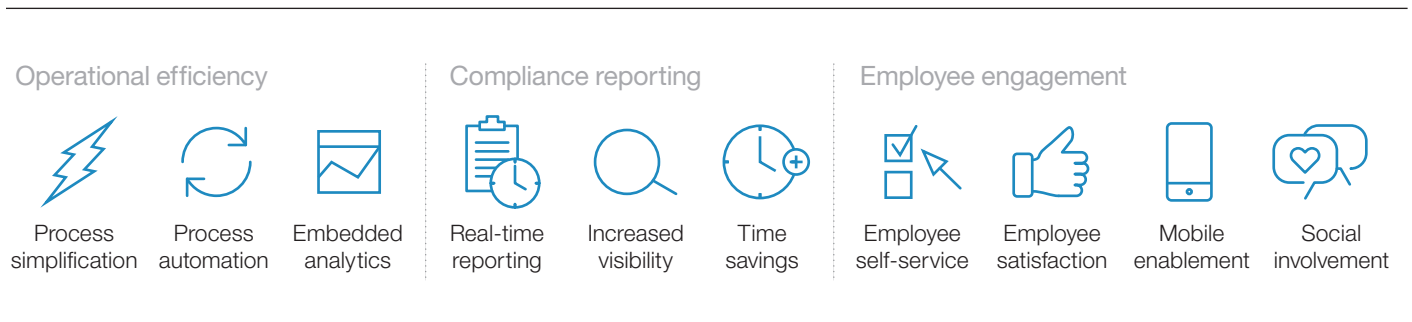 Operational efficiency
Process
simplification
Process
automation
Embedded
analytics
Compliance reporting
Real-time
reporting
Increased
visibility
Time
savings
Employee engagement
Employee
self-service
Employee
satisfaction
Mobile
enablement
Social
involvement